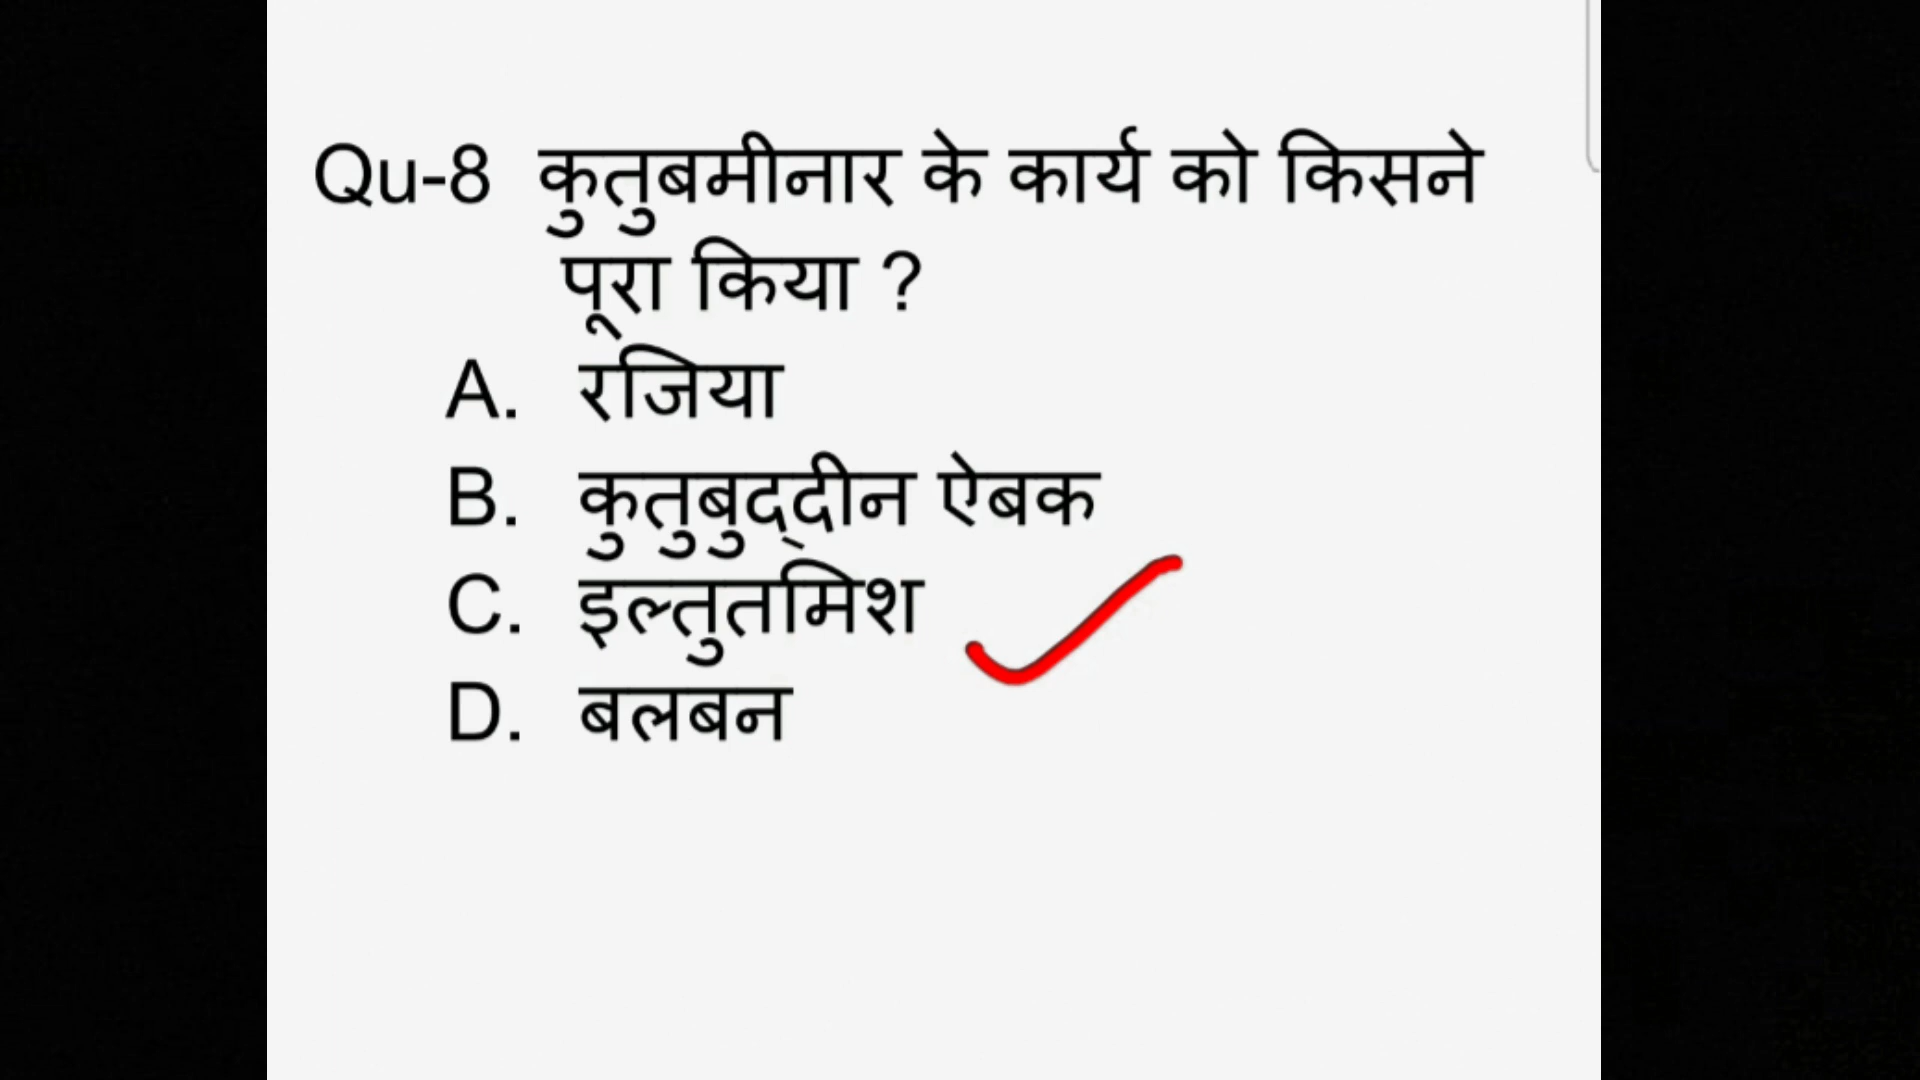 Qu-8 कुतुबमीनार के कार्य को किसने
पूरा किया ?
A. रजिया
B. कुतुबुद्दीन ऐबक
C. इल्तुतमिश
D. बलबन